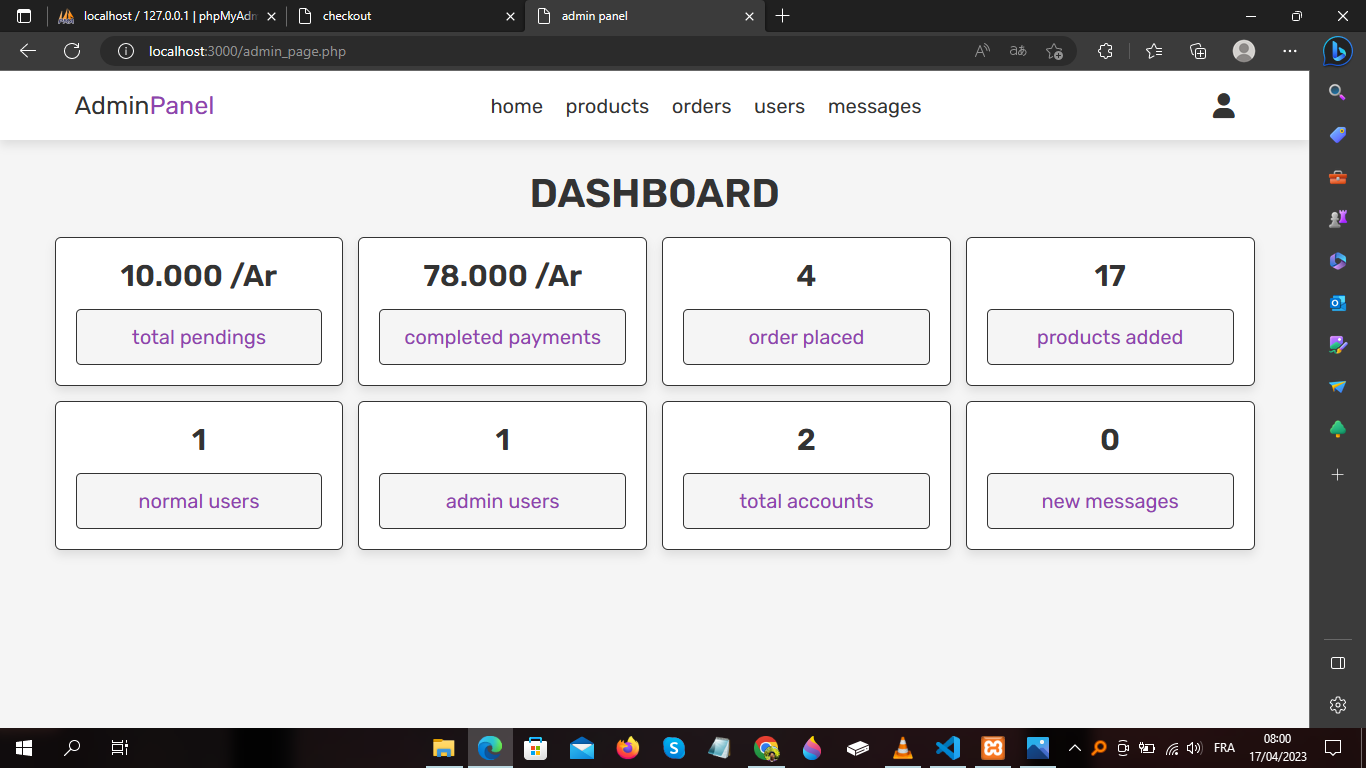 localhost / 127.0.0.1 | phpMyAdm
checkout
admin panel
localhost:3000/admin_page.php
AdminPanel
home products orders users messages
DASHBOARD
10.000 /Ar
total pendings
78.000 /Ar
completed payments
4
order placed
17
products added
1
normal users
1
admin users
2
total accounts
0
new messages
FRA
08:00
17/04/2023